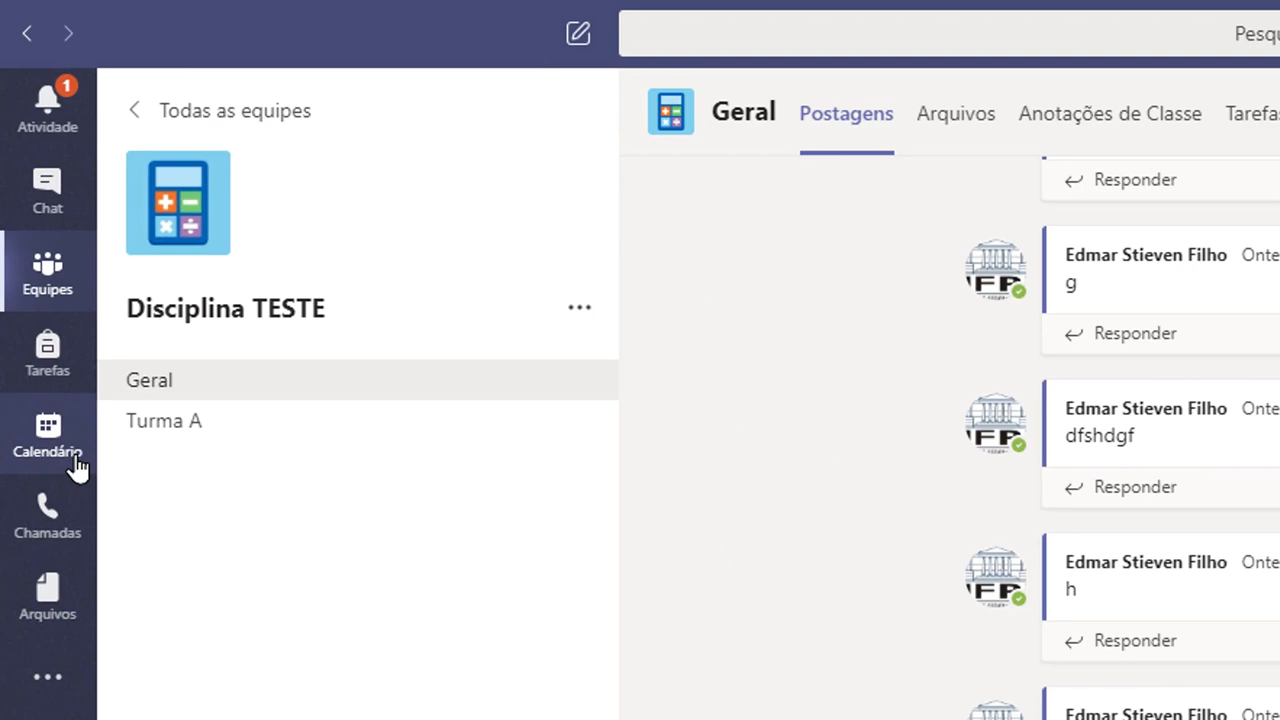 Pesqu
1
Atividade
Chat
Equipes
Tarefas
Calendário
Chamadas
Arquivos
Todas as equipes
Disciplina TESTE
Geral
Turma A
Geral Postagens Arquivos Anotações de Classe Tarefas
Responder
Edmar Stieven Filho Onte
g
Responder
Edmar Stieven Filho Onte
dfshdgf
Responder
Edmar Stieven Filho Onte
h
Responder
Edmar Stieven Filho Onte